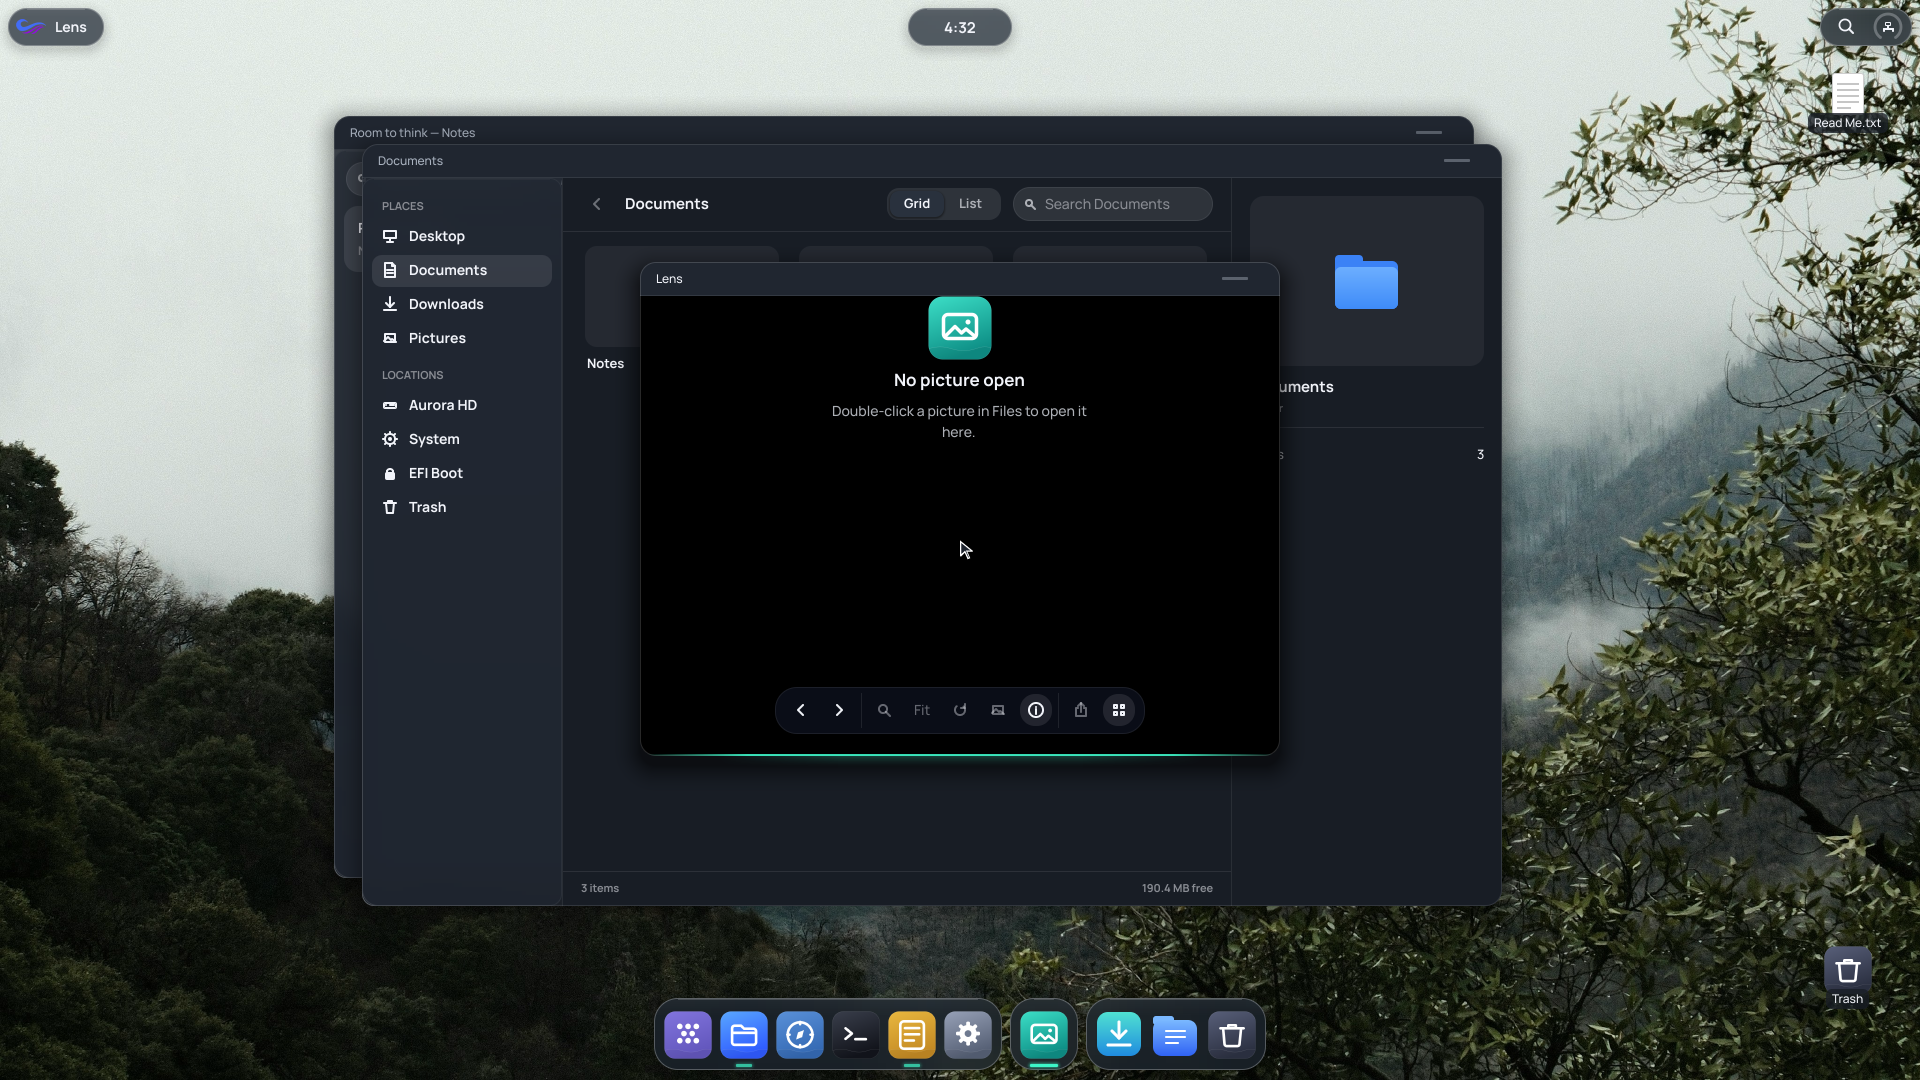 Lens
4:32
Read Me.txt
Room to think — Notes
Documents
PLACES
Desktop
Documents
Downloads
Pictures
LOCATIONS
Aurora HD
System
EFI Boot
Trash
Documents
Grid
List
Search Documents
Notes
uments
3
3 items
190.4 MB free
Lens
No picture open
Double-click a picture in Files to open it
here.
Fit
Trash